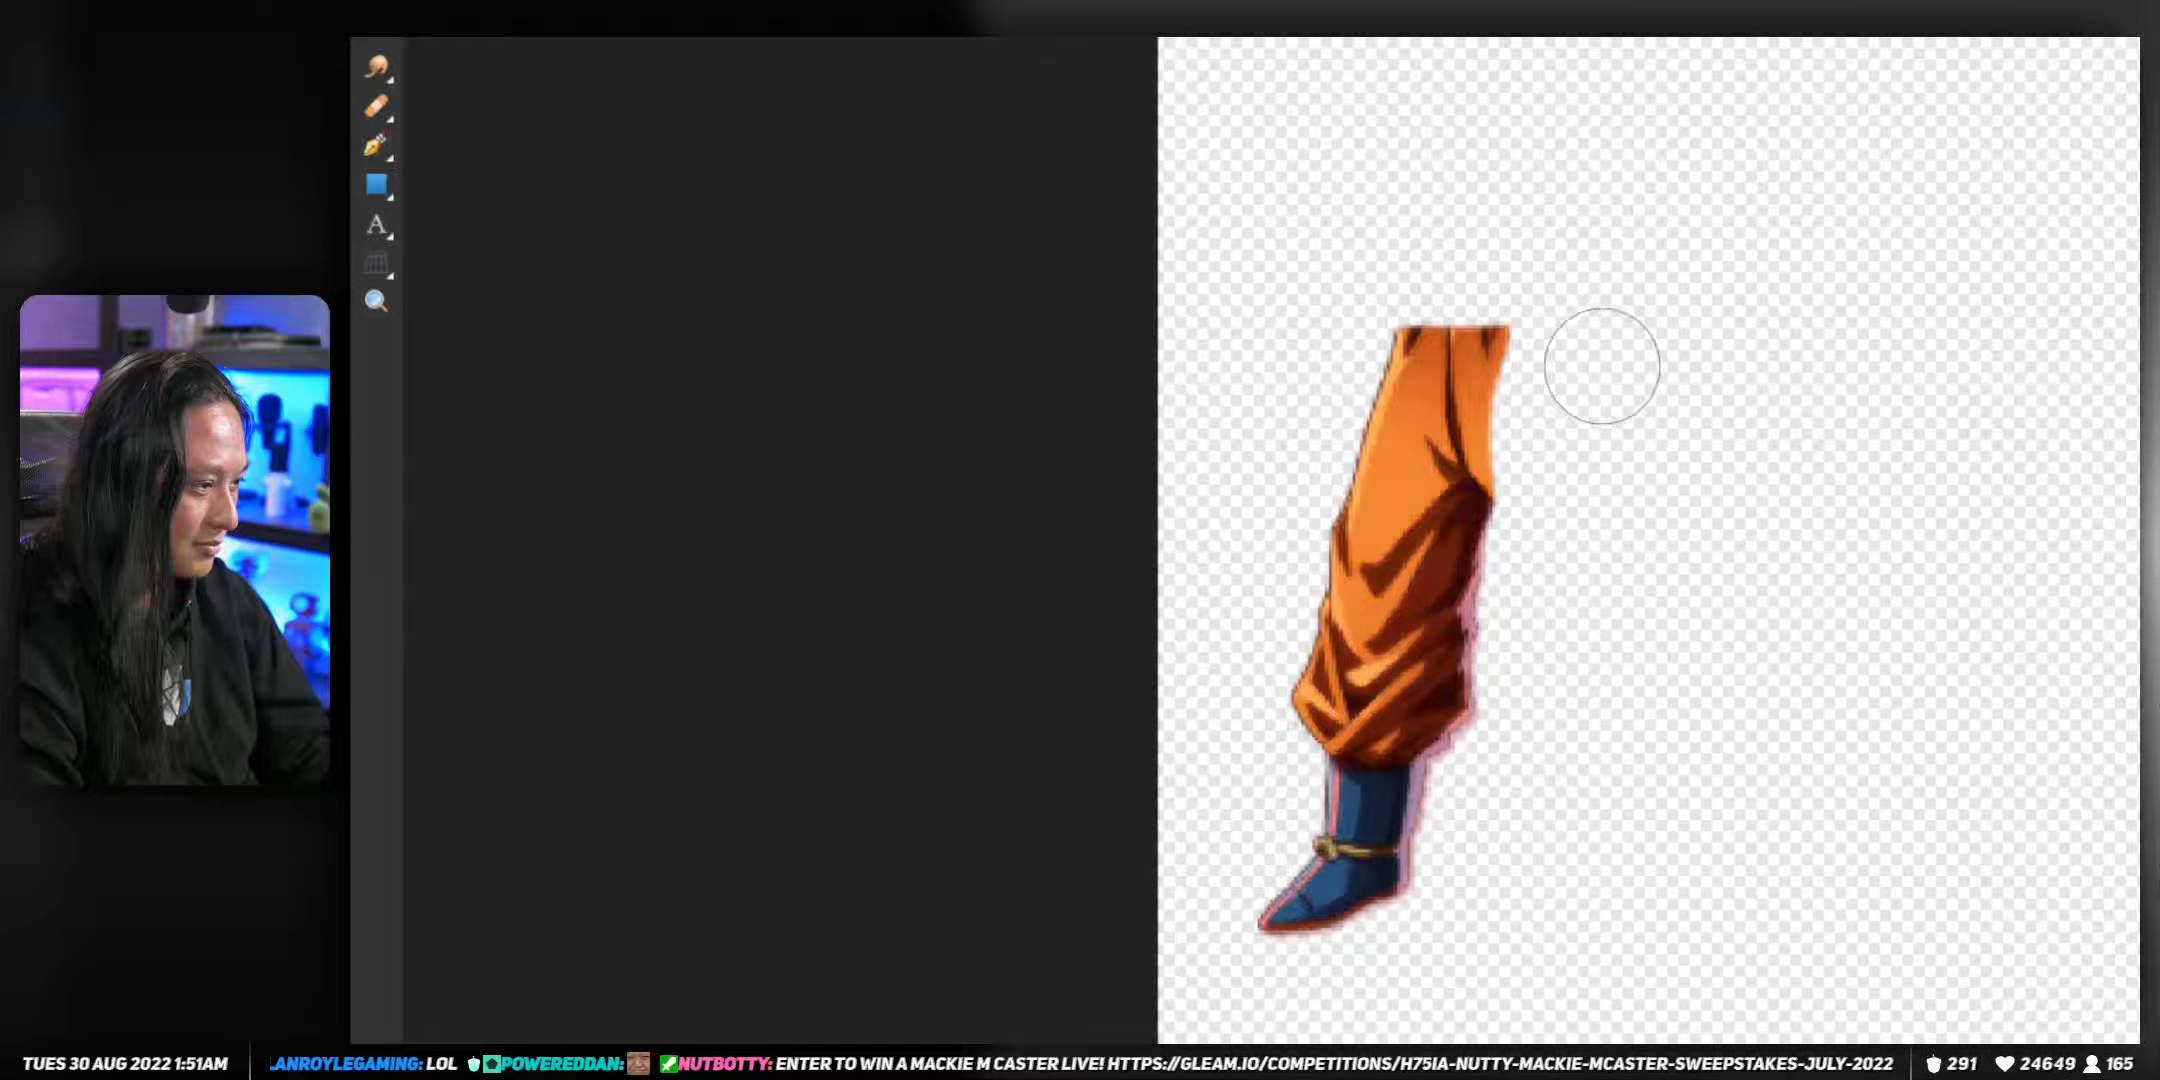 A
TUES 30 AUG 2022 1:51AM .ANROYLEGAMING: LOL POWEREDDAN: NUTBOTTY: ENTER TO WIN A MACKIE M CASTER LIVE! HTTPS://GLEAM.IO/COMPETITIONS/H75IA-NUTTY-MACKIE-MCASTER-SWEEPSTAKES-JULY-2022 291 24649 165